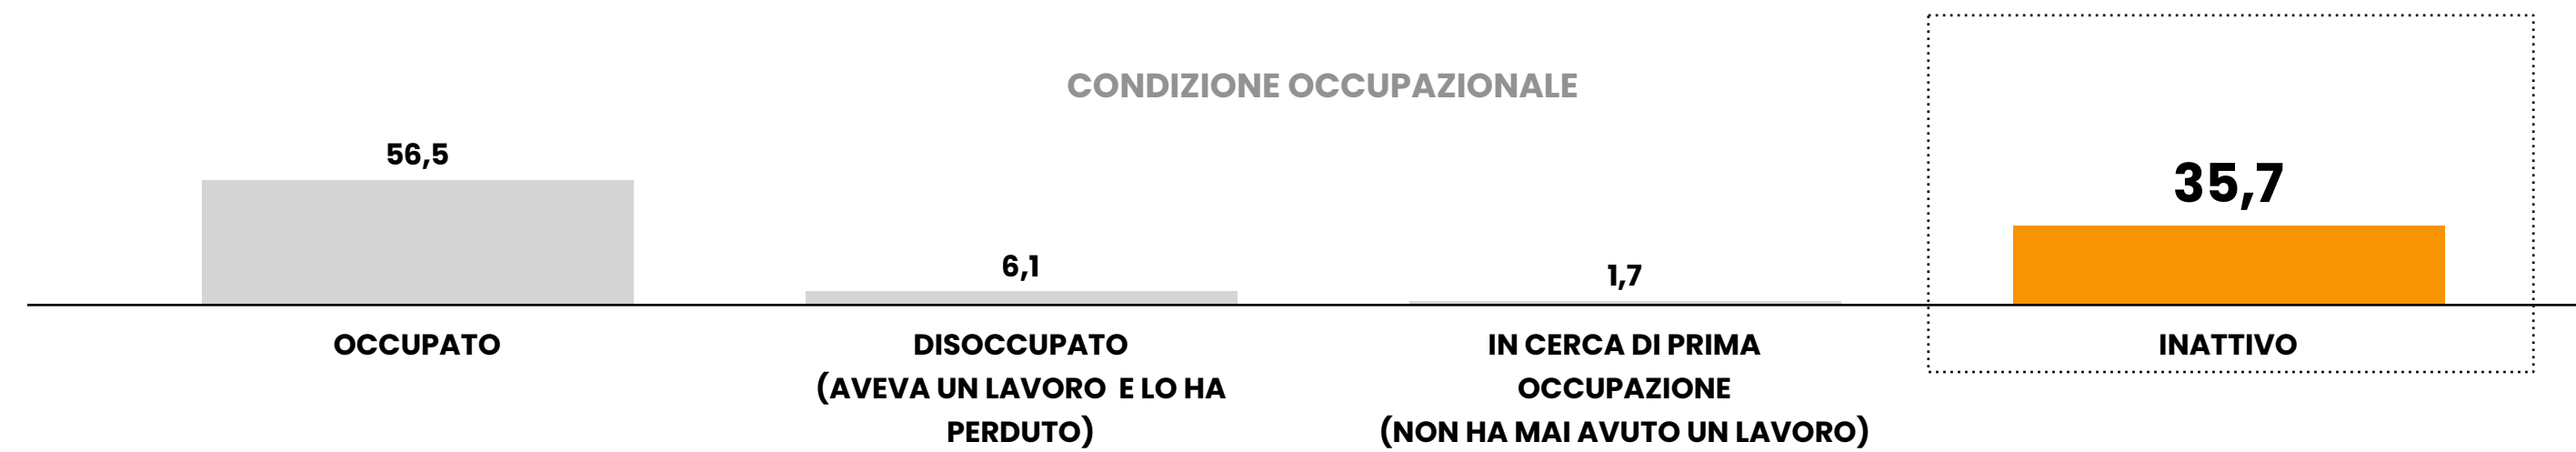 CONDIZIONE OCCUPAZIONALE
56,5
6,1
1,7
35,7
OCCUPATO
DISOCCUPATO
(AVEVA UN LAVORO  E LO HA
PERDUTO)
IN CERCA DI PRIMA
OCCUPAZIONE
(NON HA MAI AVUTO UN LAVORO)
INATTIVO